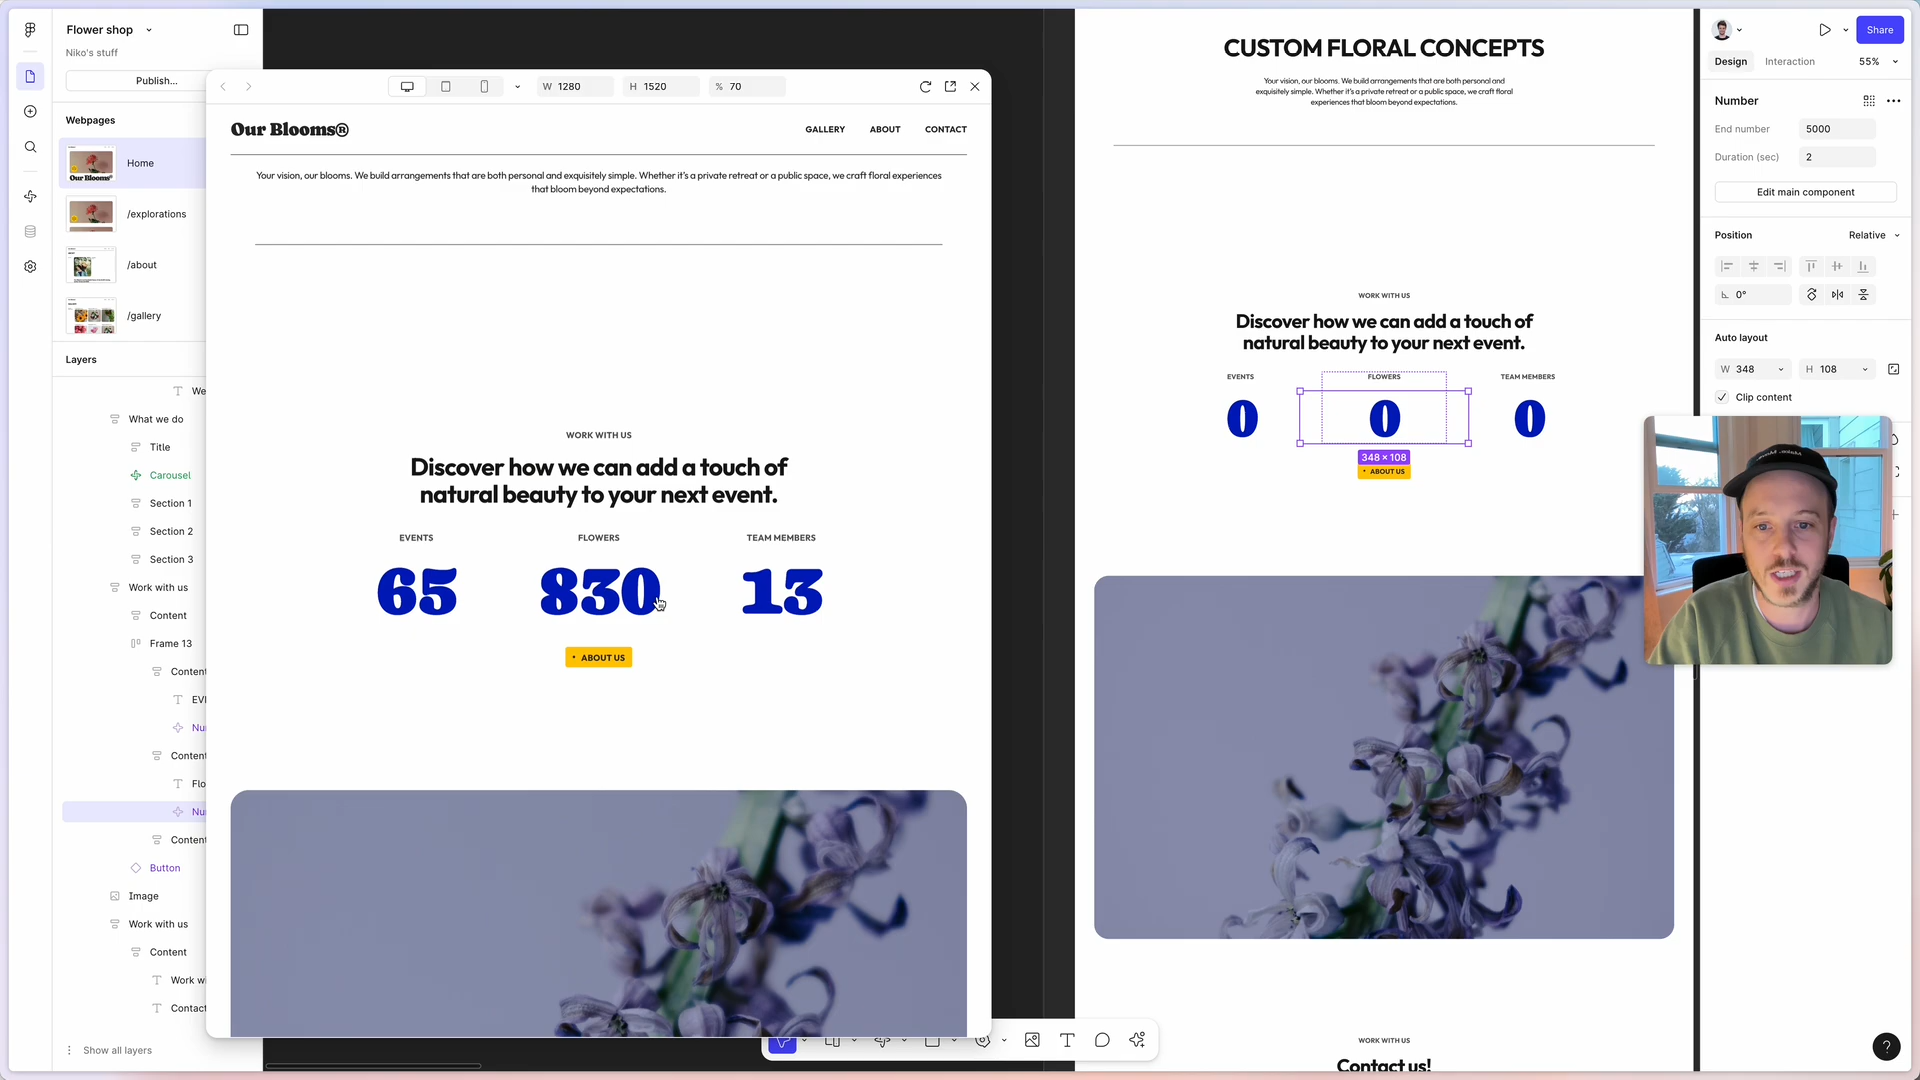 Flower shop
Niko's stuff
Publish...
Webpages
Home
Our Blooms®
/explorations
/about
/gallery
Layers
We
What we do
Title
Carousel
Section 1
Section 2
Section 3
Work with us
Content
Frame 13
Content
EVE
Nu
Content
Flo
Nu
Content
Button
Image
Work with us
Content
Work w
Contact
Show all layers
W 1280
H 1520
% 70
Our Blooms®
GALLERY
ABOUT
CONTACT
Your vision, our blooms. We build arrangements that are both personal and exquisitely simple. Whether it's a private retreat or a public space, we craft floral experiences
that bloom beyond expectations.
WORK WITH US
Discover how we can add a touch of
natural beauty to your next event.
EVENTS
FLOWERS
TEAM MEMBERS
65
830
13
ABOUT US
CUSTOM FLORAL CONCEPTS
Your vision, our blooms. We build arrangements that are both personal and
exquisitely simple. Whether it's a private retreat or a public space, we craft floral
experiences that bloom beyond expectations.
WORK WITH US
Discover how we can add a touch of
natural beauty to your next event.
EVENTS
FLOWERS
TEAM MEMBERS
0
0
0
348 × 108
ABOUT US
WORK WITH US
Contact us!
Share
Design
Interaction
55%
Number
End number
5000
Duration (sec)
2
Edit main component
Position
Relative
0°
Auto layout
W 348
H 108
Clip content
?